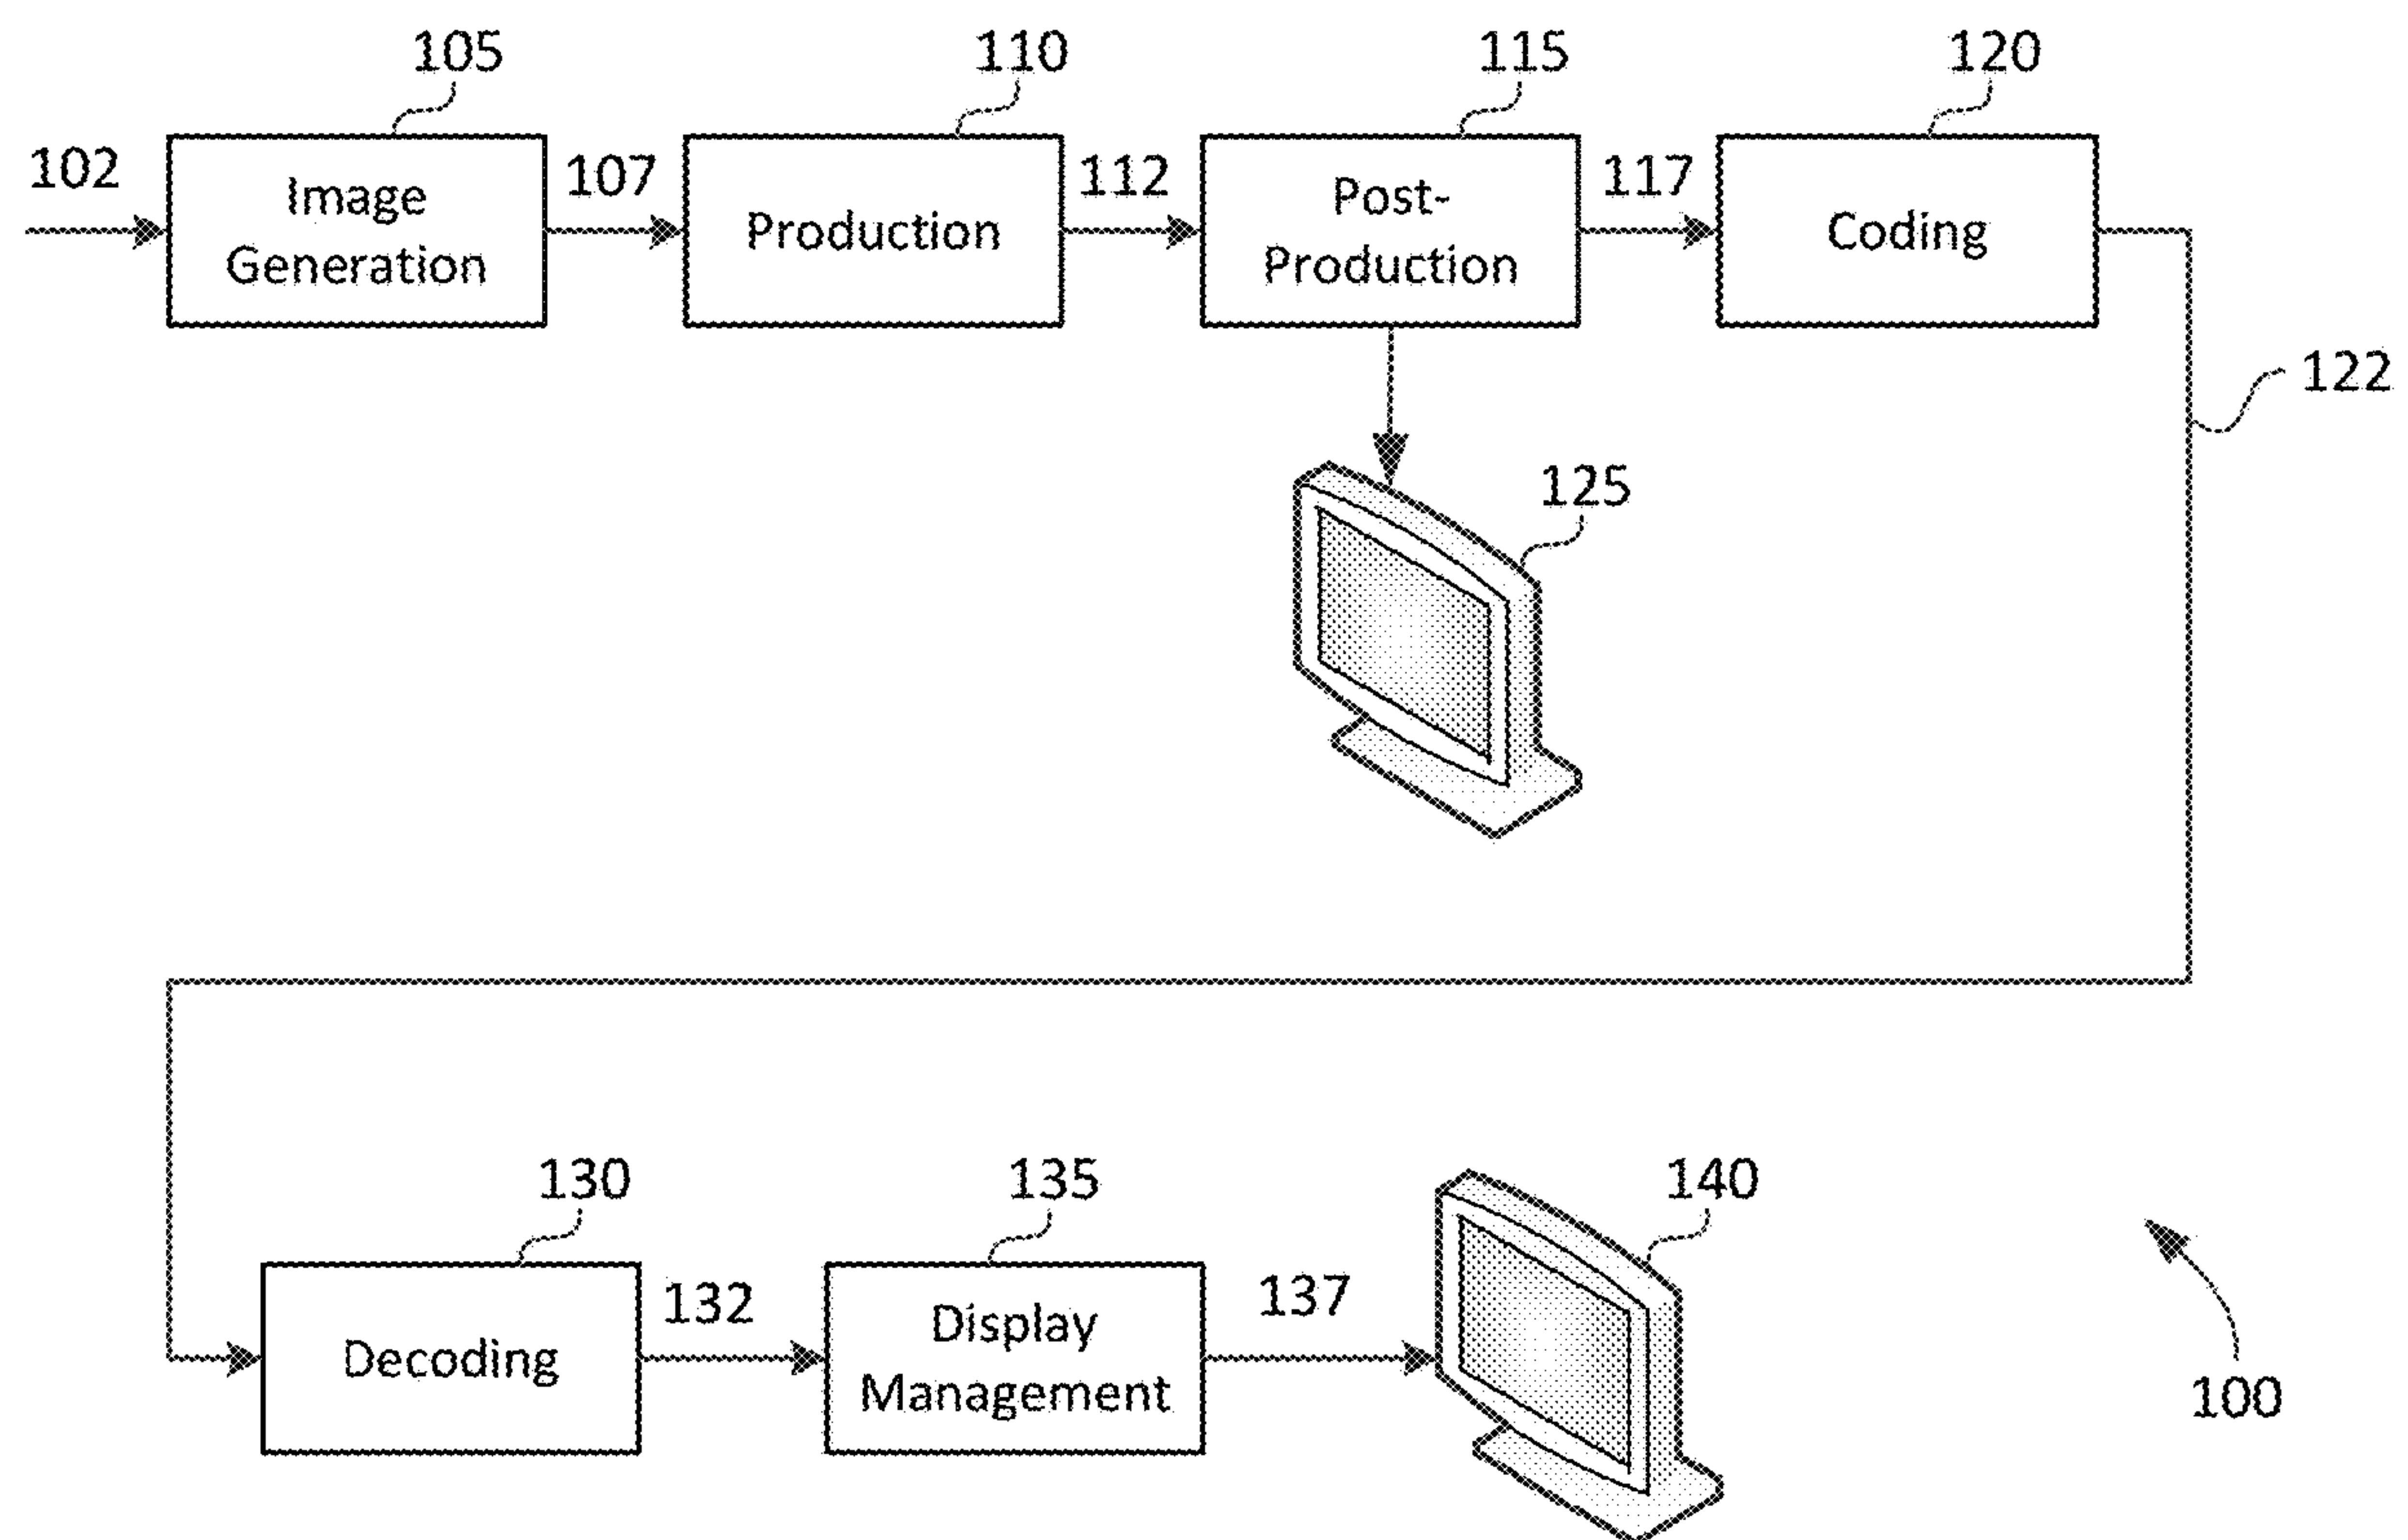 105
110
115
120
102
Image
Generation
107
Production
112
Post-
Production
117
Coding
122
125
130
135
140
Decoding
132
Display
Management
137
100